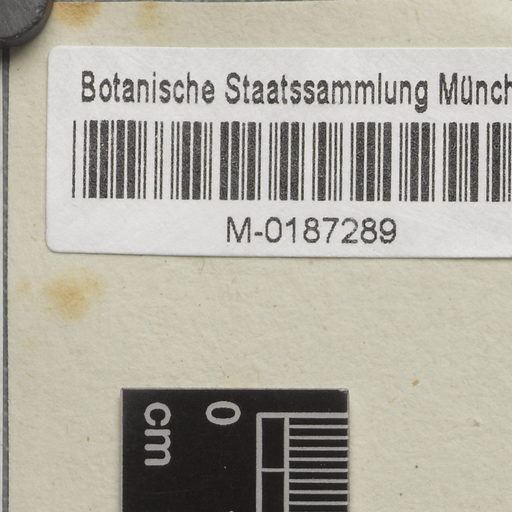 Botanische Staatssammlung Münch
M-0187289
0
cm